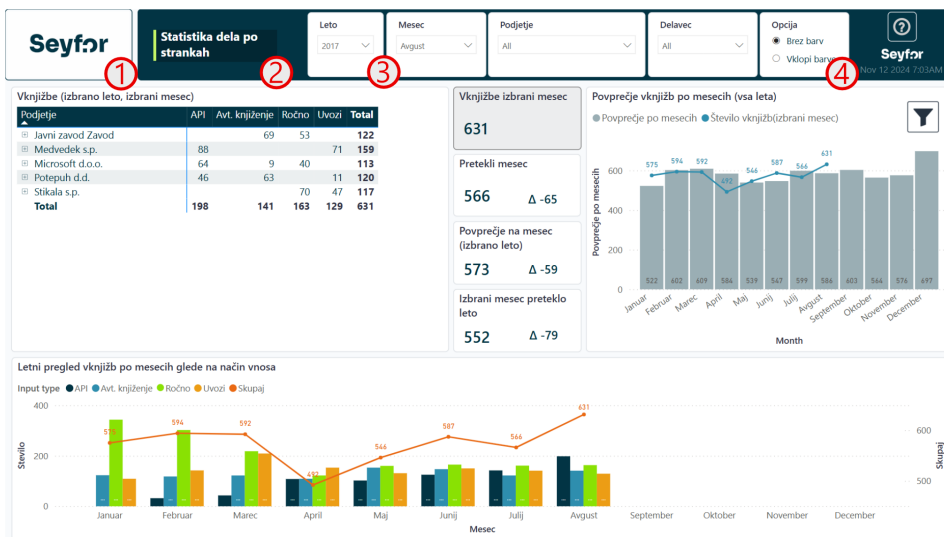 Seyfor
Statistika dela po
strankah
Leto
2017
Mesec
Avgust
Podjetje
All
Delavec
All
Opcija
Brez barv
Vklopi barve
?
Seyfor
Nov 12 2024 7:03AM
1
2
3
4
Vknjižbe (izbrano leto, izbrani mesec)
Podjetje API Avt. knjiženje Ročno Uvozi Total
Javni zavod Zavod 69 53 122
Medvedek s.p. 88 71 159
Microsoft d.o.o. 64 9 40 113
Potepuh d.d. 46 63 11 120
Stikala s.p. 70 47 117
Total 198 141 163 129 631
Vknjižbe izbrani mesec
631
Pretekli mesec
566 Δ -65
Povprečje na mesec
(izbrano leto)
573 Δ -59
Izbrani mesec preteklo
leto
552 Δ -79
Povprečje vknjižb po mesecih (vsa leta)
Povprečje po mesecih Število vknjižb(izbrani mesec)
Povprečje po mesecih
600
400
200
0
575 594 592 492 546 587 566 631
522 602 609 584 539 547 599 586 603 564 576 697
Januar Februar Marec April Maj Junij Julij Avgust September Oktober November December
Month
Letni pregled vknjižb po mesecih glede na način vnosa
Input type API Avt. knjiženje Ročno Uvozi Skupaj
Število
400
200
0
575 594 592 492 546 587 566 631
600
500
Skupaj
Januar Februar Marec April Maj Junij Julij Avgust September Oktober November December
Mesec